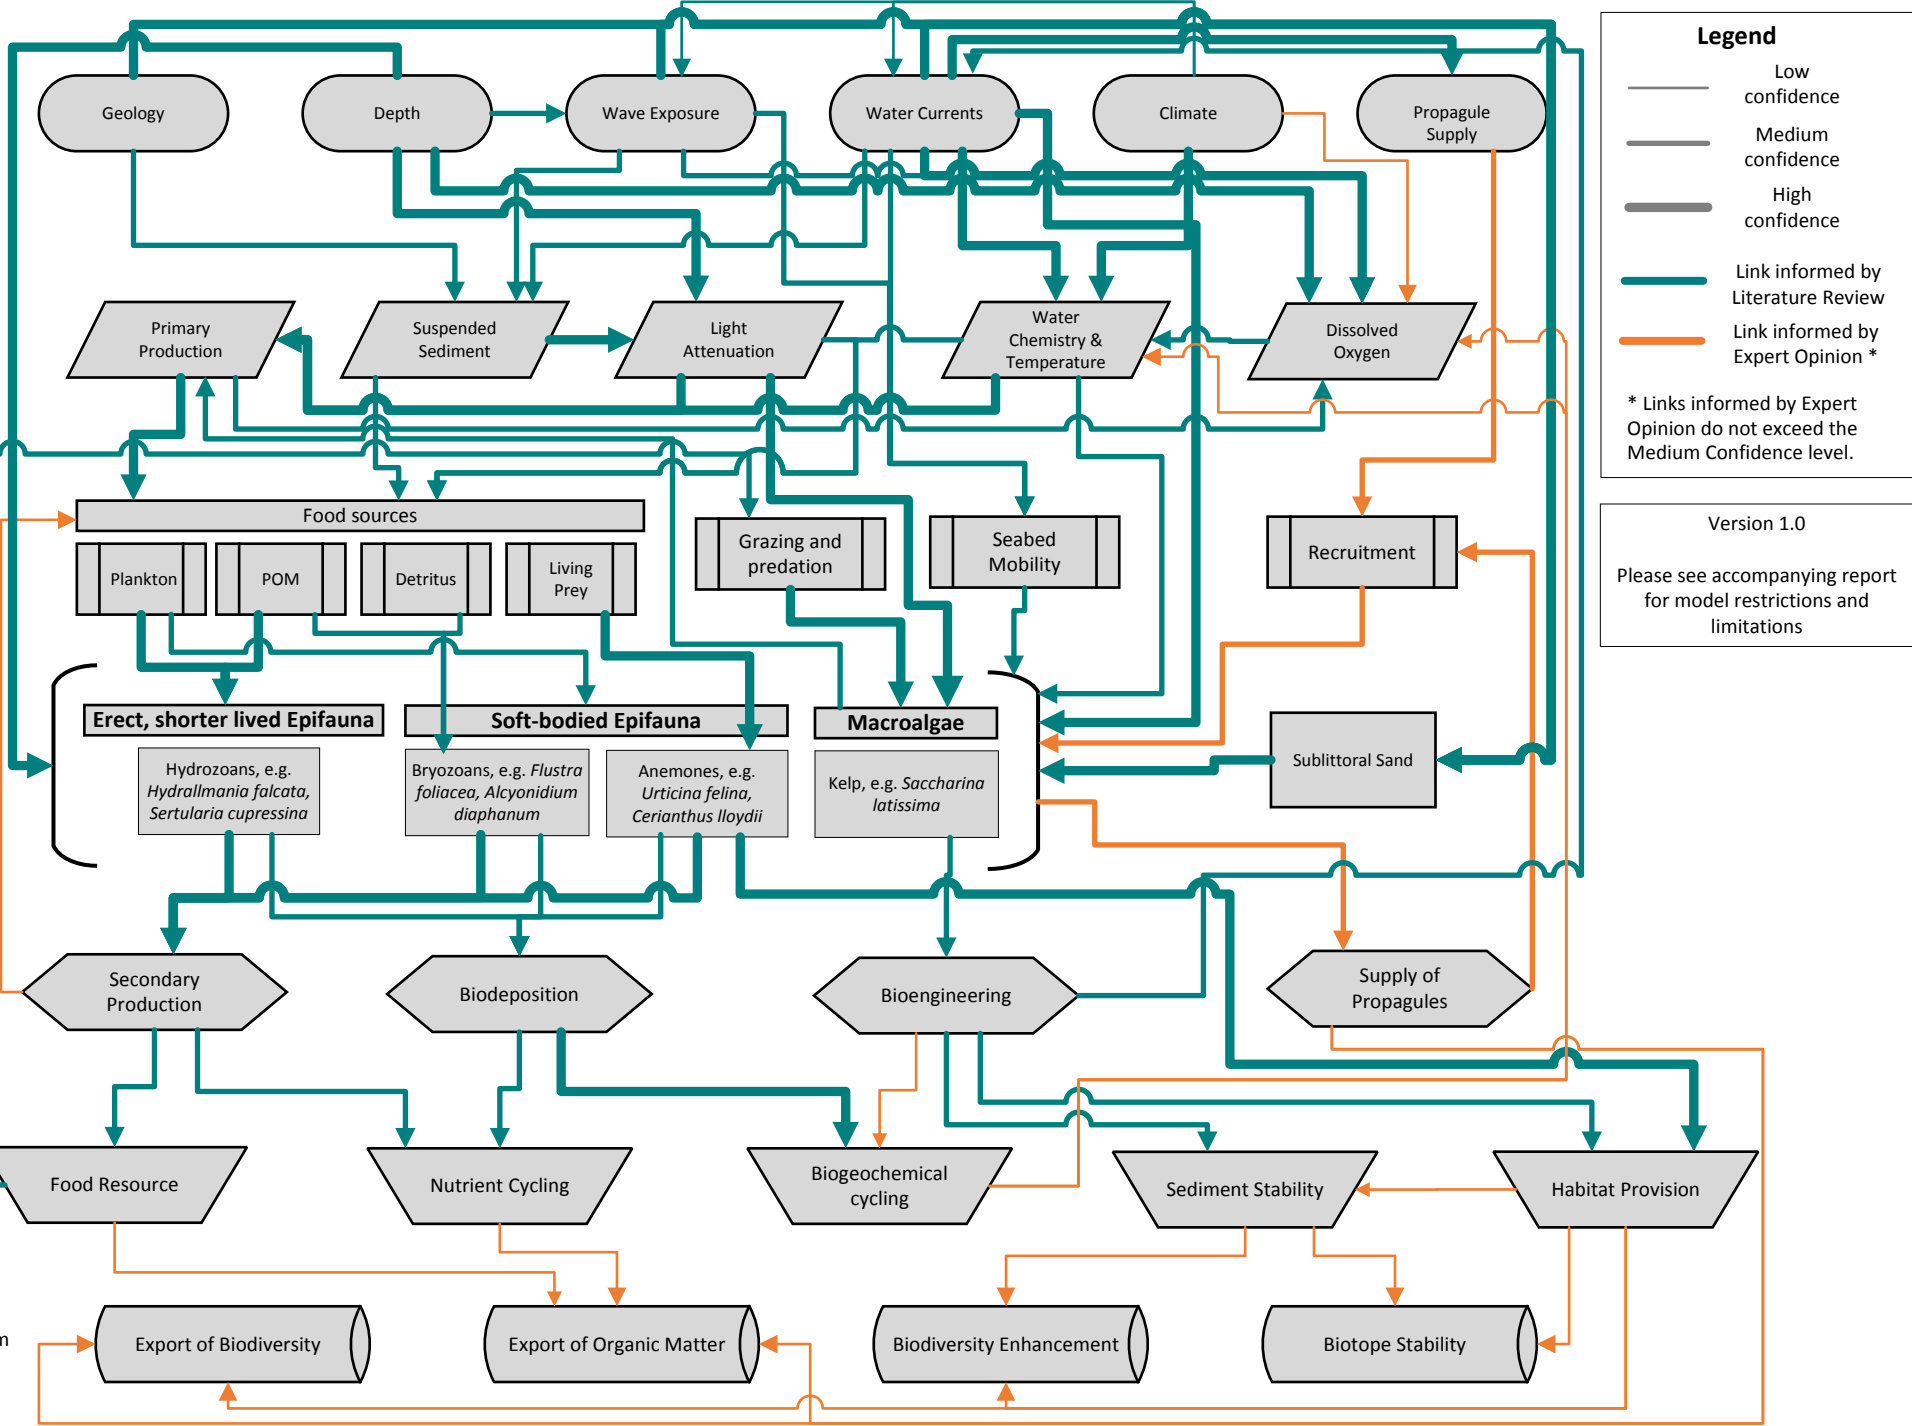 Legend
Low
confidence
Medium
confidence
High
confidence
Link informed by
Literature Review
Link informed by
Expert Opinion *
* Links informed by Expert
Opinion do not exceed the
Medium Confidence level.
Version 1.0
Please see accompanying report
for model restrictions and
limitations
Geology
Depth
Wave Exposure
Water Currents
Climate
Propagule
Supply
Primary
Production
Suspended
Sediment
Light
Attenuation
Water
Chemistry &
Temperature
Dissolved
Oxygen
Food sources
Plankton
POM
Detritus
Living
Prey
Grazing and
predation
Seabed
Mobility
Recruitment
Erect, shorter lived Epifauna
Soft-bodied Epifauna
Macroalgae
Hydrozoans, e.g.
Hydrallmania falcata,
Sertularia cupressina
Bryozoans, e.g. Flustra
foliacea, Alcyonidium
diaphanum
Anemones, e.g.
Urticina felina,
Cerianthus lloydii
Kelp, e.g. Saccharina
latissima
Sublittoral Sand
Secondary
Production
Biodeposition
Bioengineering
Supply of
Propagules
Food Resource
Nutrient Cycling
Biogeochemical
cycling
Sediment Stability
Habitat Provision
m
Export of Biodiversity
Export of Organic Matter
Biodiversity Enhancement
Biotope Stability